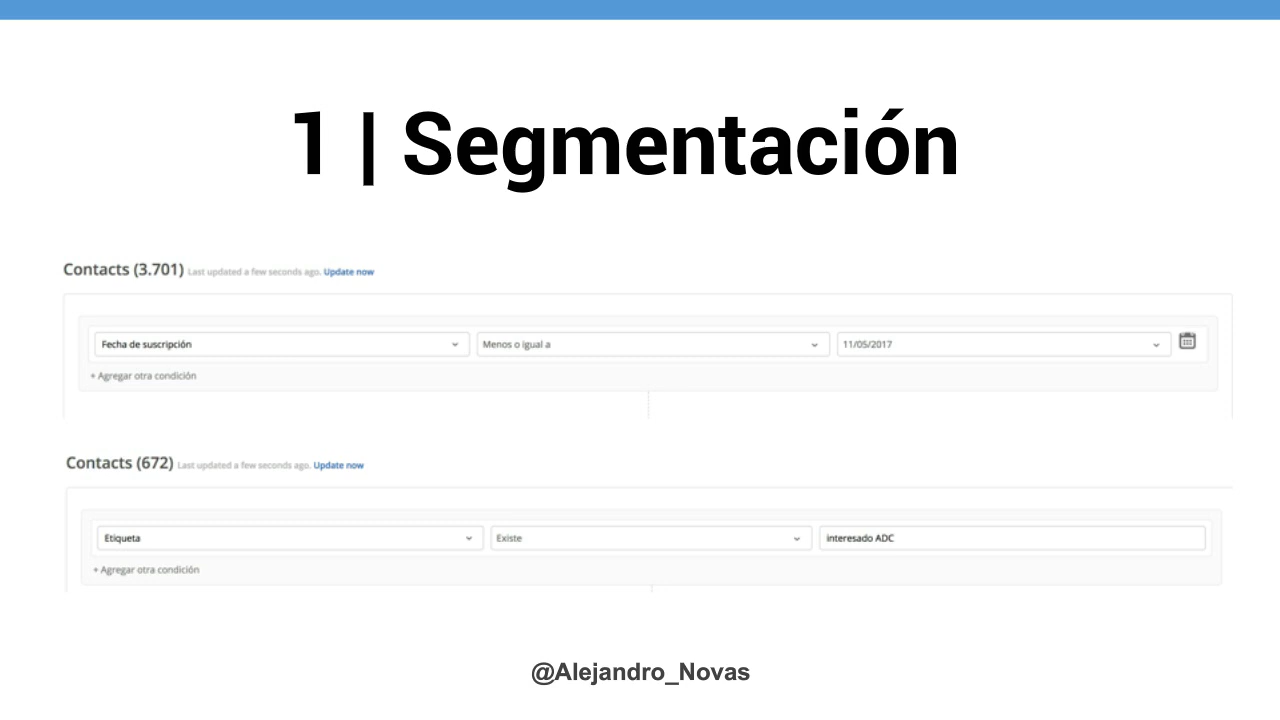 1 | Segmentación
Contacts (3.701) Last updated a few seconds ago. Update now
Fecha de suscripción Menos o igual a 11/05/2017
+ Agregar otra condición
Contacts (672) Last updated a few seconds ago. Update now
Etiqueta Existe interesado ADC
+ Agregar otra condición
@Alejandro_Novas